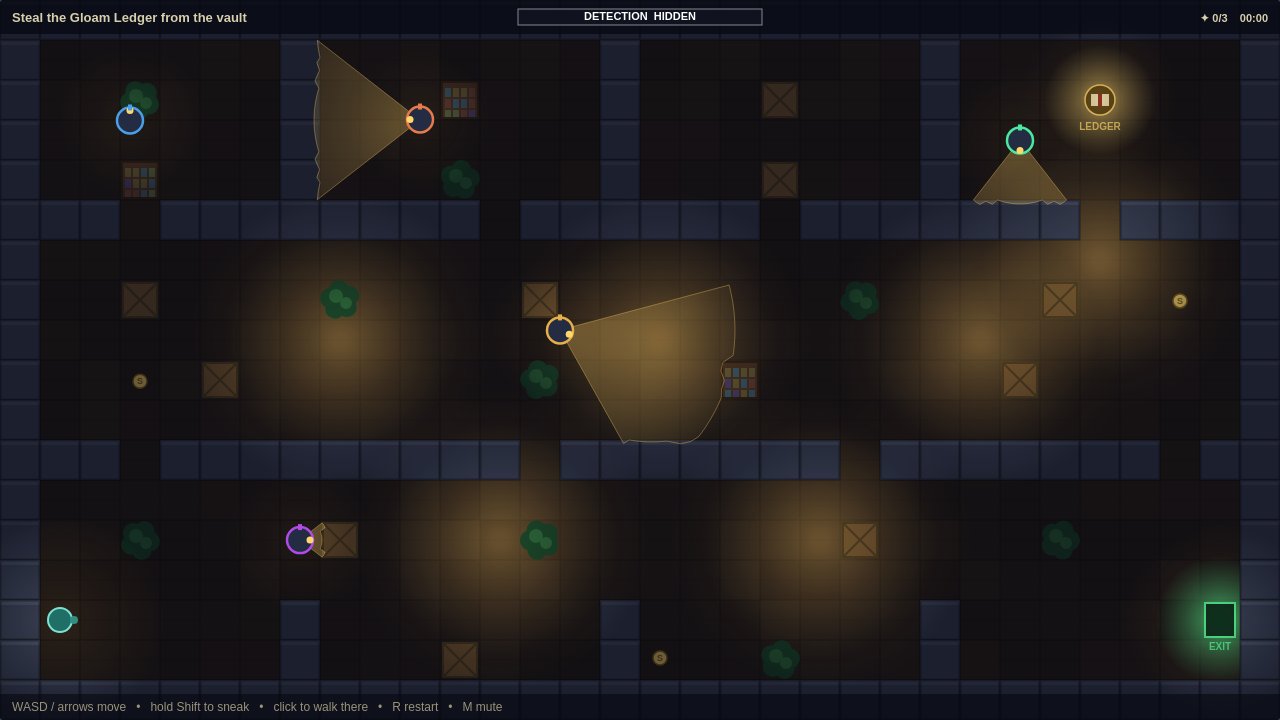 Steal the Gloam Ledger from the vault
DETECTION HIDDEN
✦ 0/3 00:00
LEDGER
S
S
S
EXIT
WASD / arrows move • hold Shift to sneak • click to walk there • R restart • M mute